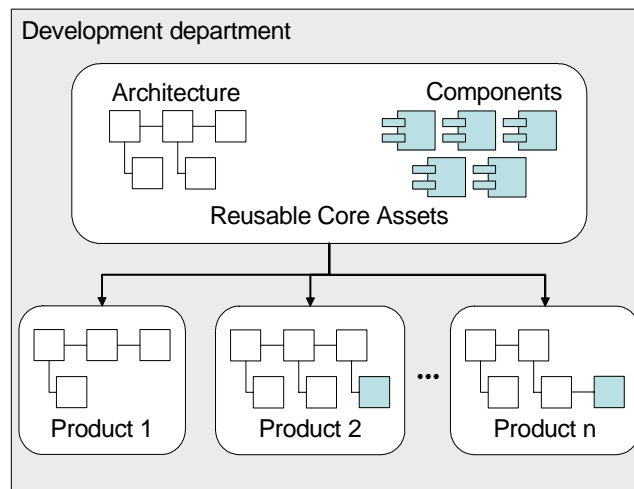 Development department
Architecture
Components
Reusable Core Assets
Product 1
Product 2
...
Product n